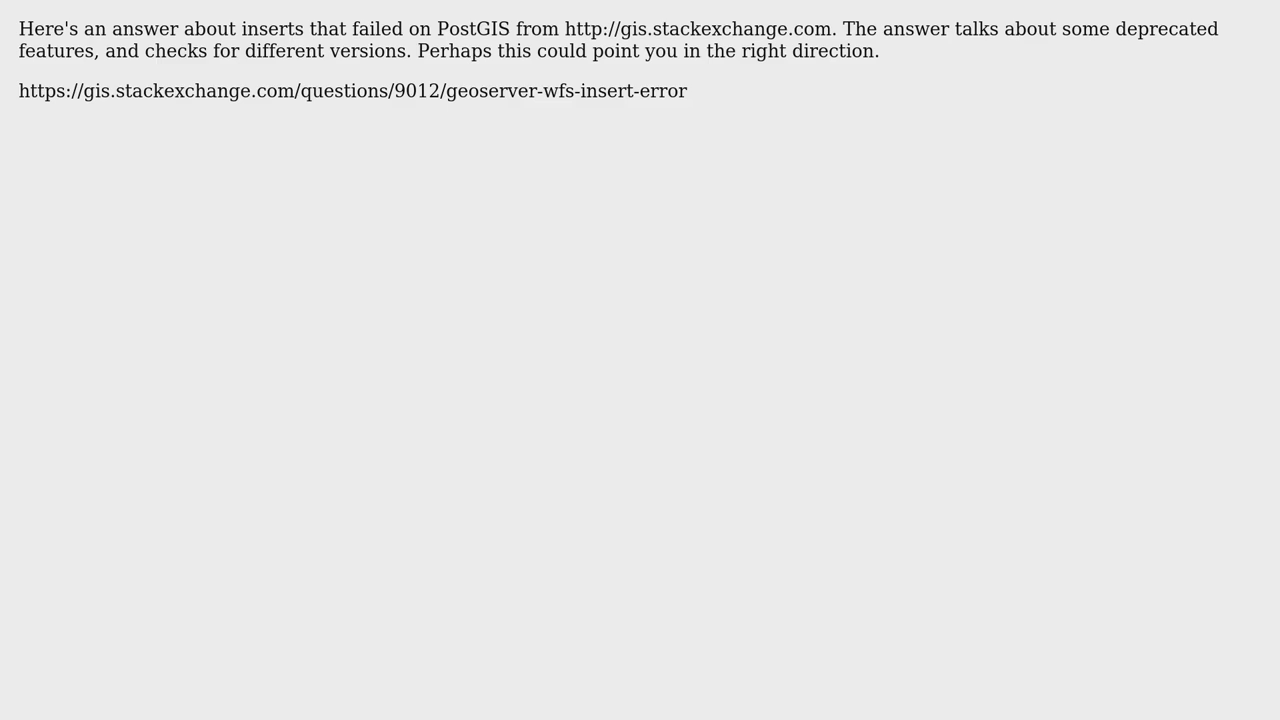 Here's an answer about inserts that failed on PostGIS from http://gis.stackexchange.com. The answer talks about some deprecated
features, and checks for different versions. Perhaps this could point you in the right direction.
https://gis.stackexchange.com/questions/9012/geoserver-wfs-insert-error